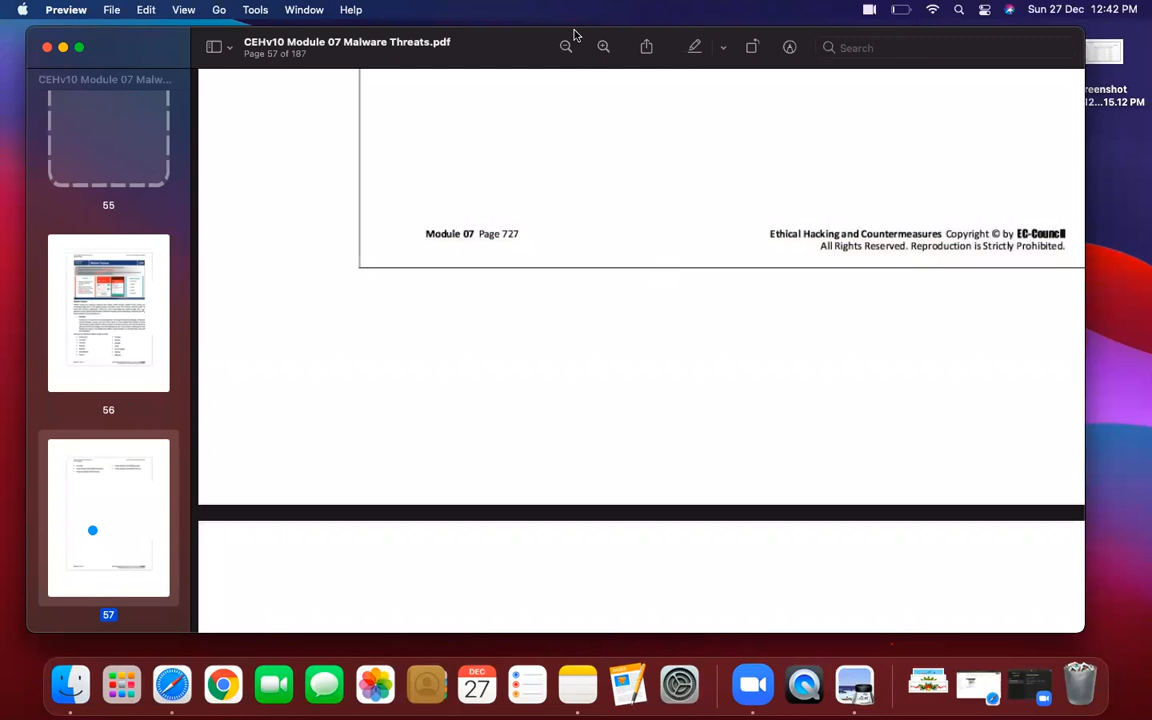 Preview File Edit View Go Tools Window Help Sun 27 Dec 12:42 PM
CEHv10 Module 07 Malware Threats.pdf
Page 57 of 187
Search
CEHv10 Module 07 Malw...
reenshot
12...15.12 PM
55
56
57
Module 07 Page 727
Ethical Hacking and Countermeasures Copyright © by EC-Council
All Rights Reserved. Reproduction is Strictly Prohibited.
DEC
27